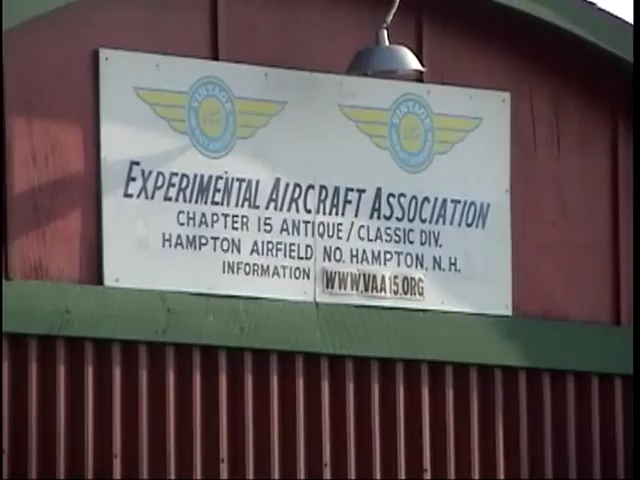 VINTAGE VINTAGE
EXPERIMENTAL AIRCRAFT ASSOCIATION
CHAPTER 15 ANTIQUE / CLASSIC DIV.
HAMPTON AIRFIELD NO. HAMPTON, N.H.
INFORMATION WWW.VAA15.ORG